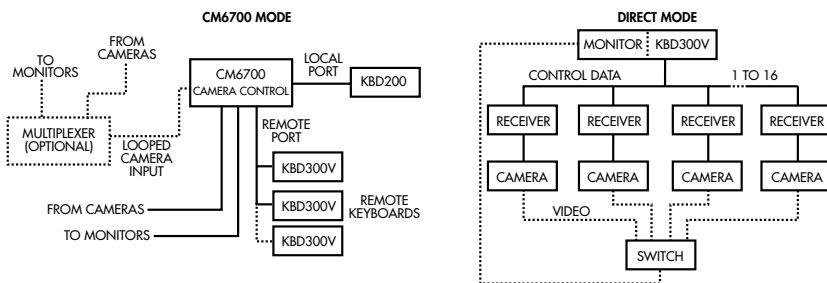 CM6700 MODE
FROM
CAMERAS
TO
MONITORS
MULTIPLEXER
(OPTIONAL)
LOOPED
CAMERA
INPUT
CM6700
CAMERA CONTROL
LOCAL
PORT
KBD200
REMOTE
PORT
KBD300V
KBD300V
KBD300V
REMOTE
KEYBOARDS
FROM CAMERAS
TO MONITORS
DIRECT MODE
MONITOR KBD300V
CONTROL DATA
1 TO 16
RECEIVER RECEIVER RECEIVER RECEIVER
CAMERA CAMERA CAMERA CAMERA
VIDEO
SWITCH